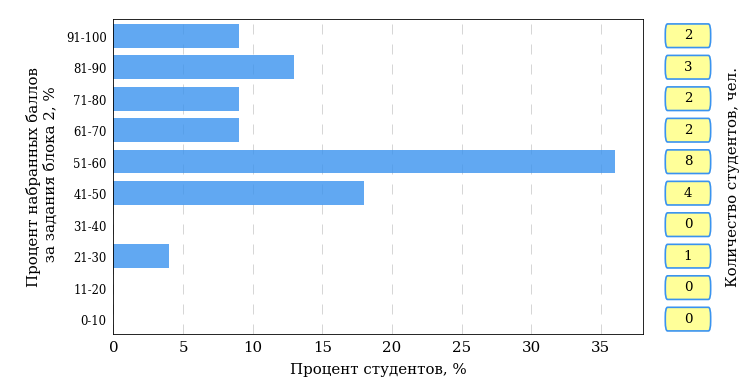 Процент набранных баллов
за задания блока 2, %
91-100 2
81-90 3
71-80 2
61-70 2
51-60 8
41-50 4
31-40 0
21-30 1
11-20 0
0-10 0
0 5 10 15 20 25 30 35
Процент студентов, %
Количество студентов, чел.